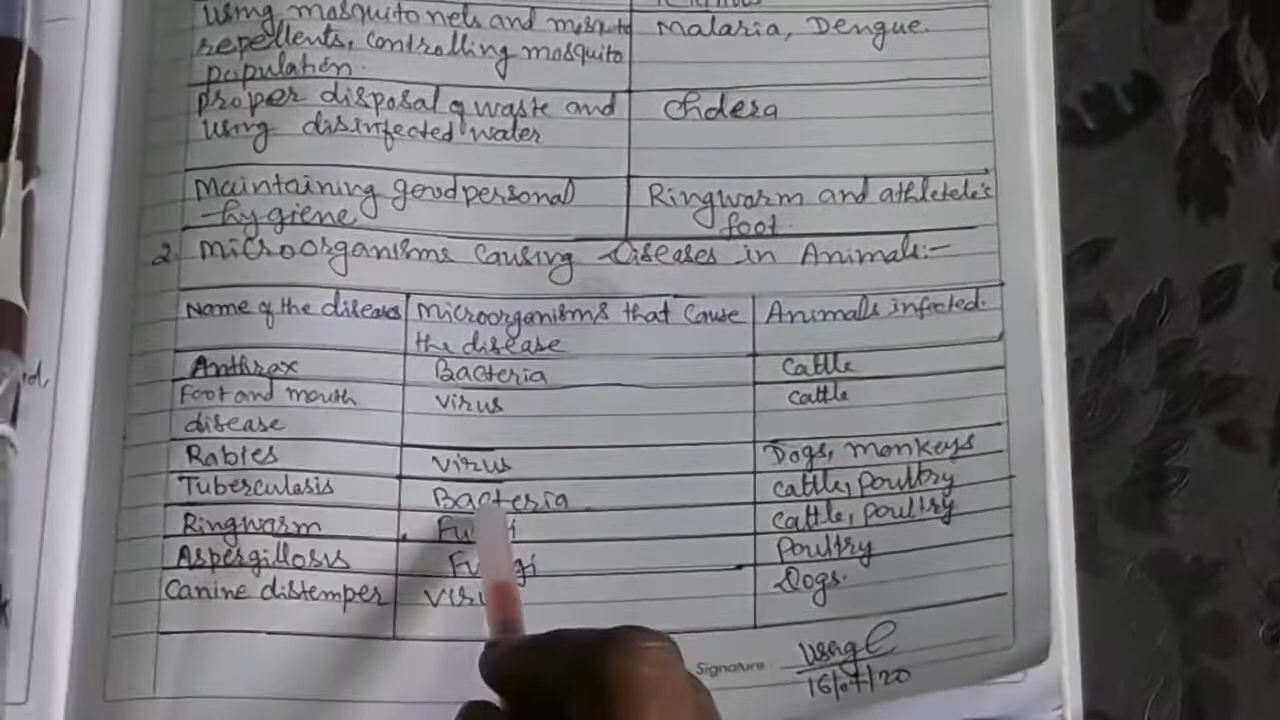 using mosquito nets and mosquito
repellents, controlling mosquito
population.
Malaria, Dengue.
proper disposal of waste and
using disinfected water
Cholera
Maintaining good personal
hygiene
Ringworm and athletele's
foot.
2. Microorganisms Causing Diseases in Animals:-
Name of the diseases
Microorganisms that Cause
the disease
Animals infected.
Anthrax
Bacteria
Cattle
Foot and mouth
disease
Virus
cattle
Rabies
Virus
Dogs, monkeys
Tuberculosis
Bacteria
cattle, poultry
Ringworm
cattle, poultry
Aspergillosis
Poultry
Canine distemper
Dogs.
Signature
16/07/20